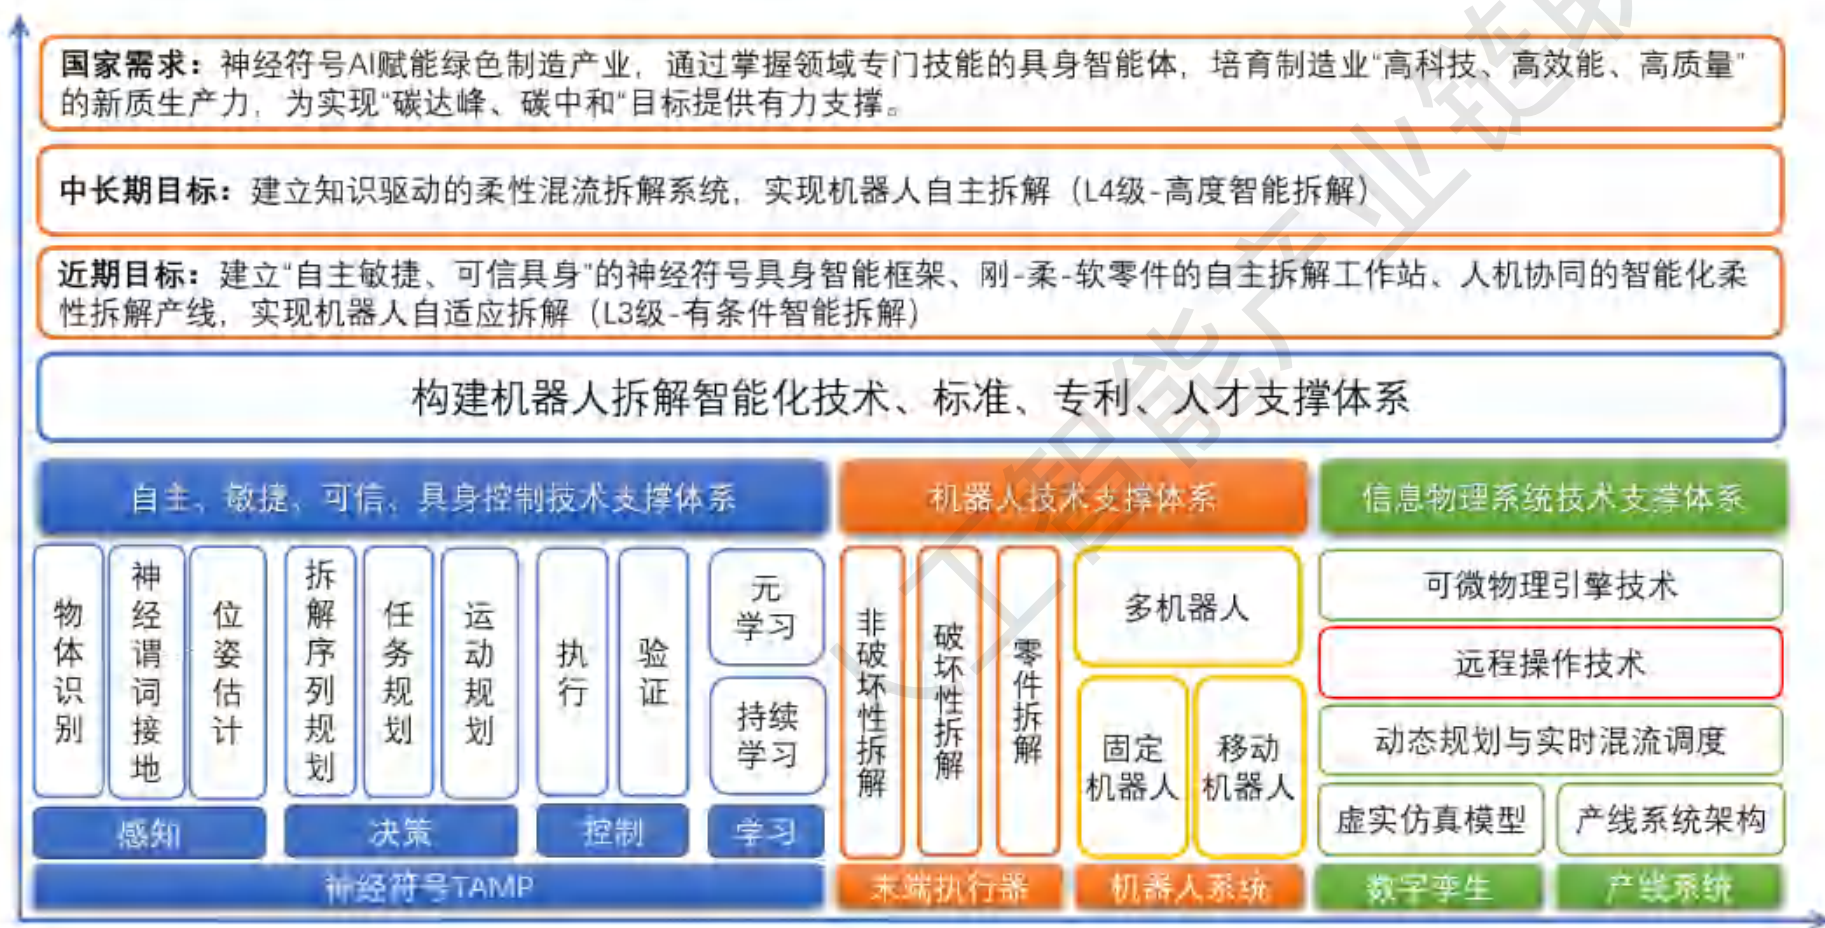 国家需求：神经符号AI赋能绿色制造产业，通过掌握领域专门技能的具身智能体，培育制造业“高科技、高效能、高质量”
的新质生产力，为实现“碳达峰、碳中和“目标提供有力支撑。
中长期目标：建立知识驱动的柔性混流拆解系统，实现机器人自主拆解（L4级-高度智能拆解）
近期目标：建立“自主敏捷、可信具身”的神经符号具身智能框架、刚-柔-软零件的自主拆解工作站、人机协同的智能化柔
性拆解产线，实现机器人自适应拆解（L3级-有条件智能拆解）
构建机器人拆解智能化技术、标准、专利、人才支撑体系
自主、敏捷、可信、具身控制技术支撑体系
物体识别
神经谓词接地
位姿估计
拆解序列规划
任务规划
运动规划
执行
验证
元
学习
持续
学习
感知
决策
控制
学习
神经符号TAMP
机器人技术支撑体系
非破坏性拆解
破坏性拆解
零件拆解
多机器人
固定
机器人
移动
机器人
末端执行器
机器人系统
信息物理系统技术支撑体系
可微物理引擎技术
远程操作技术
动态规划与实时混流调度
虚实仿真模型
产线系统架构
数字孪生
产线系统
人工智能产业链联